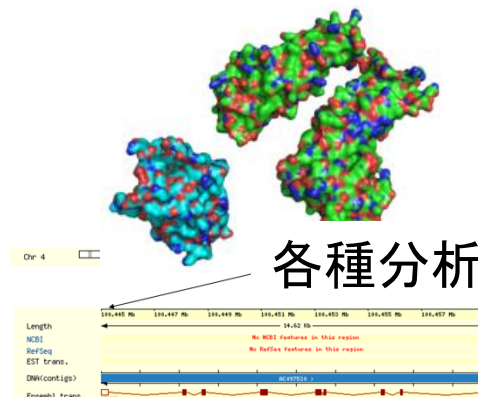 各種分析
Chr 4
100.445 Mb 100.447 Mb 100.449 Mb 100.451 Mb 100.453 Mb 100.455 Mb 100.457 Mb
Length 14.62 Kb
NCBI No NCBI features in this region
RefSeq No RefSeq features in this region
EST trans.
DNA(contigs)
Ensembl trans